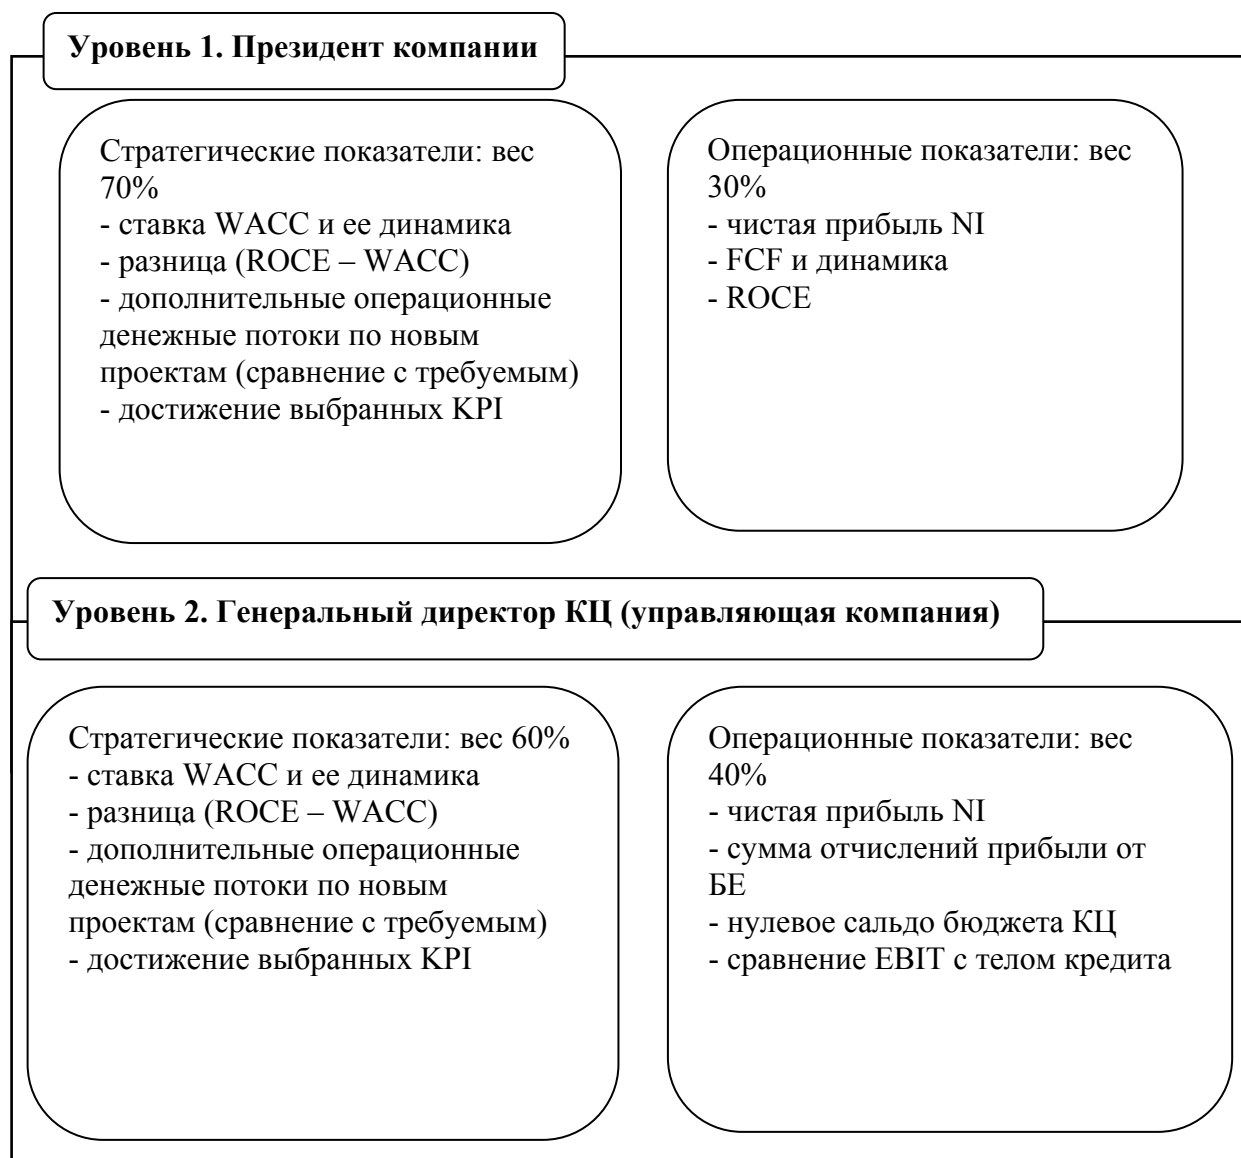 Уровень 1. Президент компании
Стратегические показатели: вес
70%
- ставка WACC и ее динамика
- разница (ROCE – WACC)
- дополнительные операционные
денежные потоки по новым
проектам (сравнение с требуемым)
- достижение выбранных KPI
Операционные показатели: вес
30%
- чистая прибыль NI
- FCF и динамика
- ROCE
Уровень 2. Генеральный директор КЦ (управляющая компания)
Стратегические показатели: вес 60%
- ставка WACC и ее динамика
- разница (ROCE – WACC)
- дополнительные операционные
денежные потоки по новым
проектам (сравнение с требуемым)
- достижение выбранных KPI
Операционные показатели: вес
40%
- чистая прибыль NI
- сумма отчислений прибыли от
БЕ
- нулевое сальдо бюджета КЦ
- сравнение EBIT с телом кредита